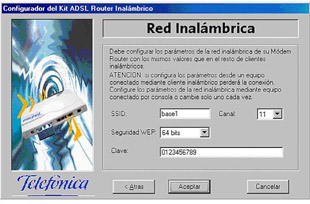 Configurador del Kit ADSL Router Inalámbrico
Red Inalámbrica
Debe configurar los parámetros de la red inalámbrica de su Módem
Router con los mismos valores que en el resto de clientes
inalámbricos.
ATENCION: si configura los parámetros desde un equipo
conectado mediante cliente inalámbrico perderá la conexión.
Configure los parámetros de la red inalámbrica mediante equipo
conectado por consola o cambie solo uno cada vez.
SSID: base1 Canal: 11
Seguridad WEP: 64 bits
Clave: 0123456789
Telefónica
< Atras Aceptar Cancelar